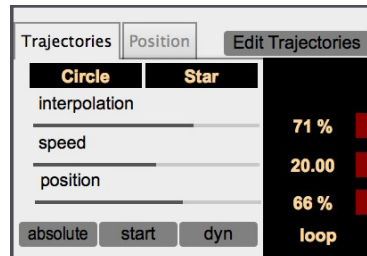 Trajectories Position Edit Trajectories
Circle Star
interpolation
71 %
speed
20.00
position
66 %
absolute start dyn loop